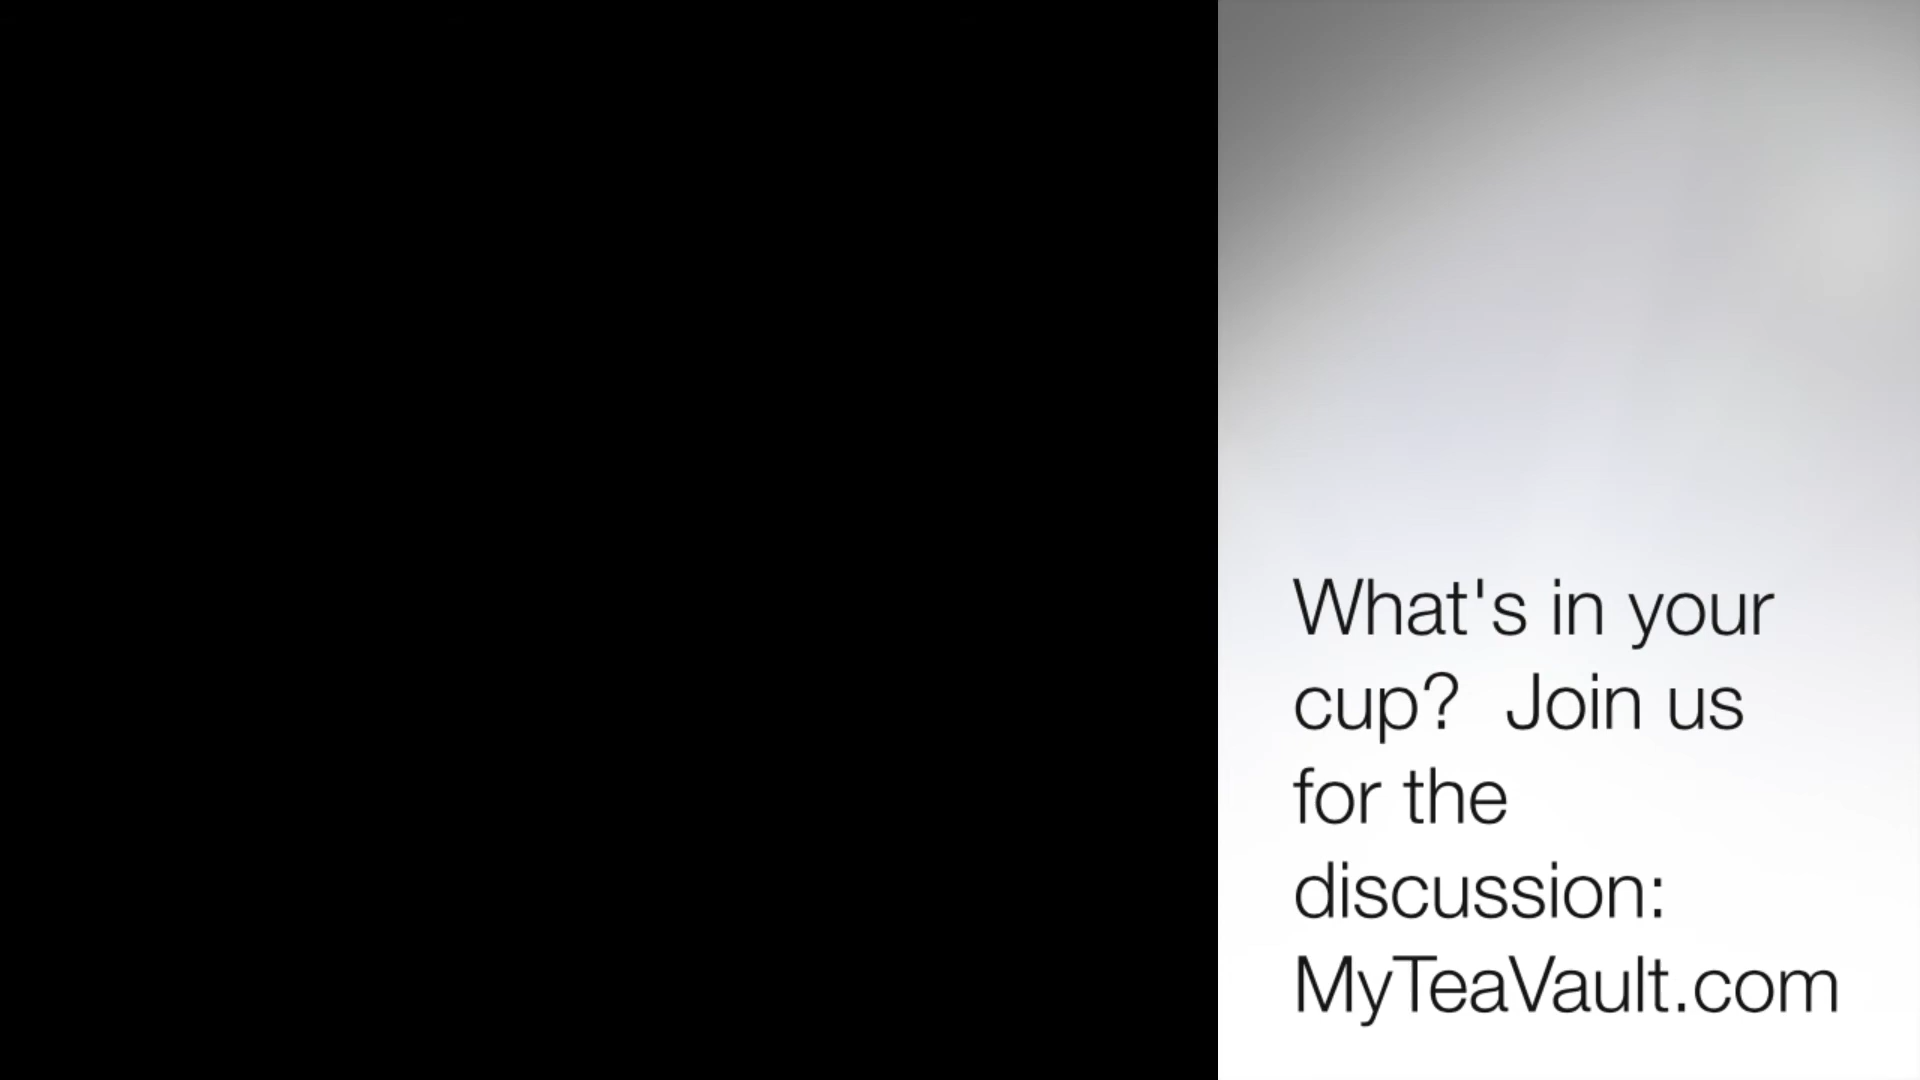 What's in your
cup?  Join us
for the
discussion:
MyTeaVault.com